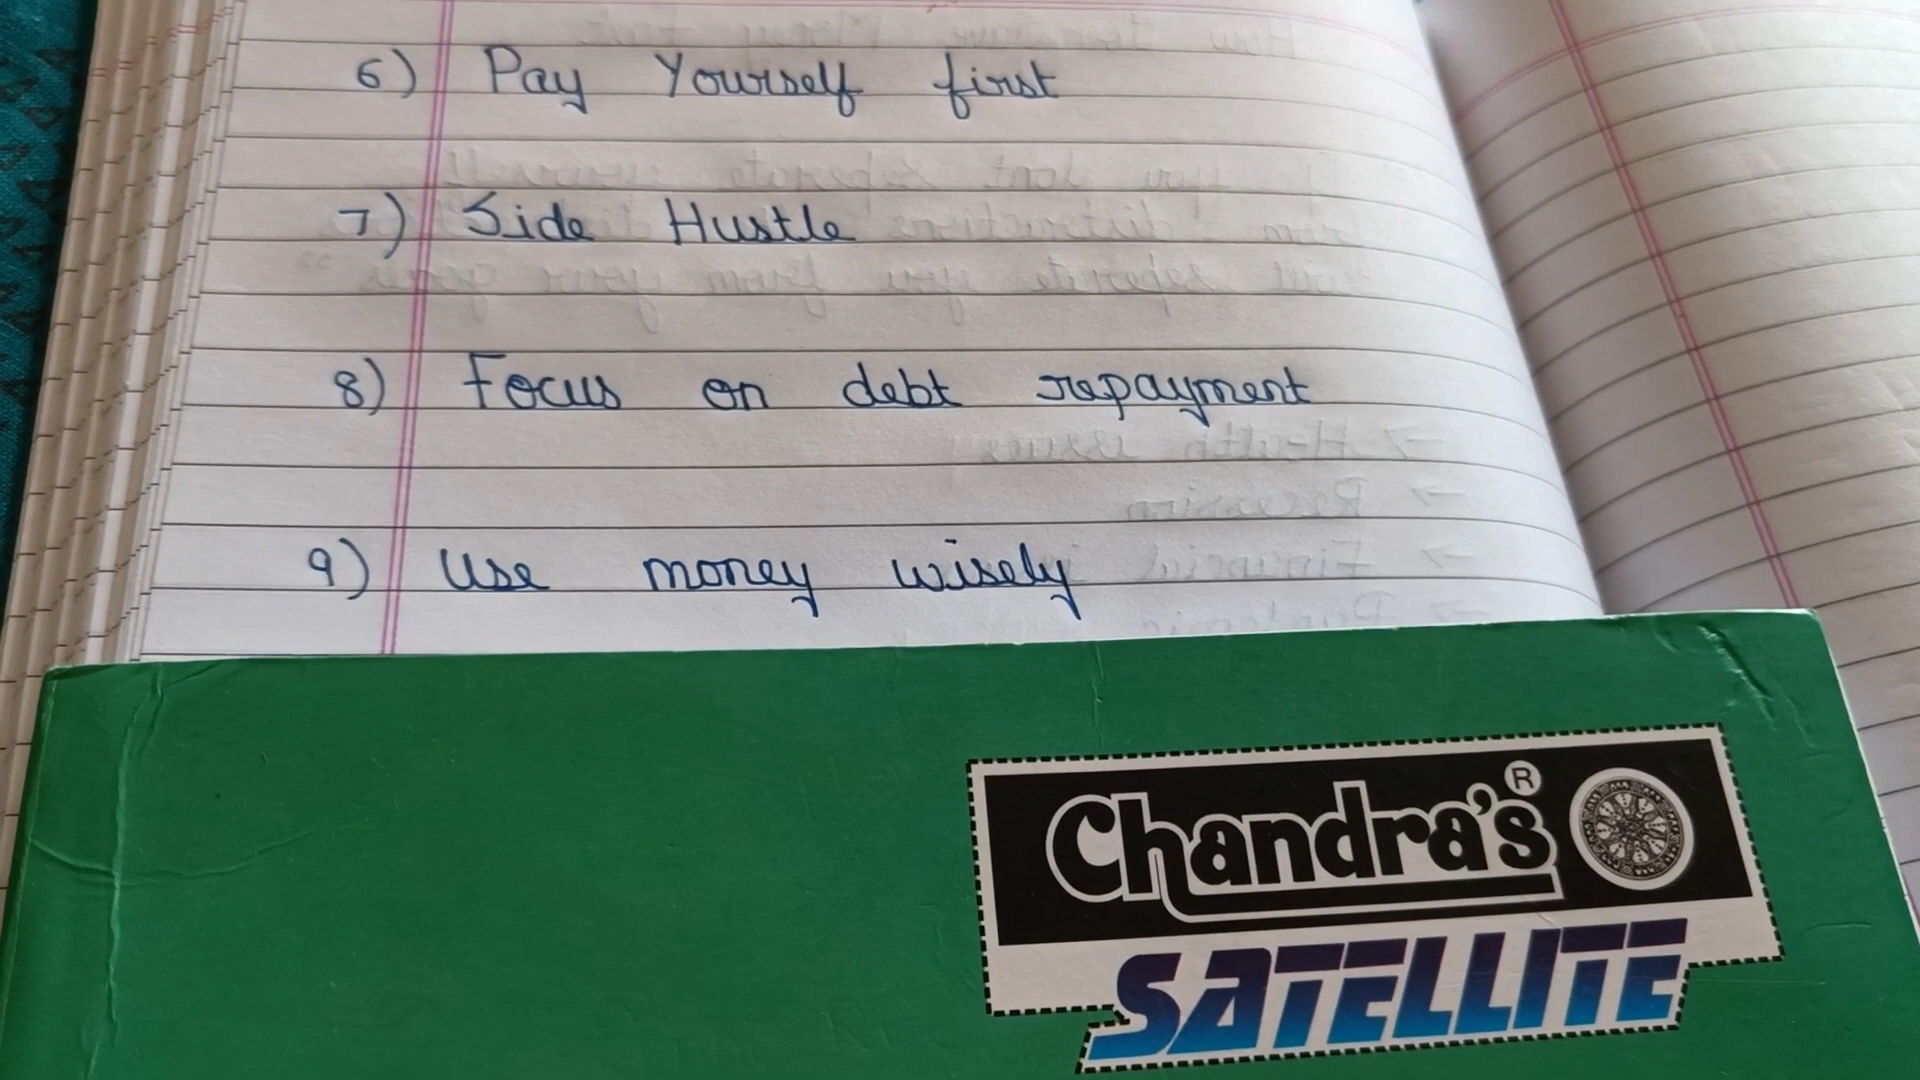 6) Pay Yourself first
7) Side Hustle
8) Focus on debt repayment
9) Use money wisely
Chandra's®
SATELLITE